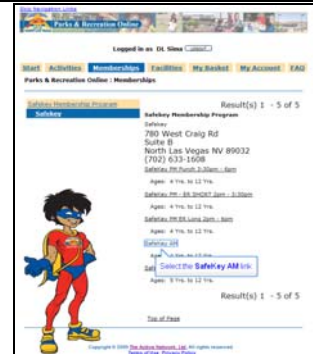 Skip Navigation Links
Parks & Recreation Online
Logged in as DL Sima LOGOUT
Start Activities Memberships Facilities My Basket My Account FAQ
Parks & Recreation Online : Memberships
Safekey Membership Program
Safekey
Result(s) 1 - 5 of 5
Safekey Membership Program
Safekey
780 West Craig Rd
Suite B
North Las Vegas NV 89032
(702) 633-1608
SafeKey PM Punch 3:30pm - 6pm
Ages: 4 Yrs. to 12 Yrs.
SafeKey PM - ER SHORT 2pm - 3:30pm
Ages: 4 Yrs. to 12 Yrs.
SafeKey PM ER Long 2pm - 6pm
Ages: 4 Yrs. to 12 Yrs.
SafeKey AM
Select the SafeKey AM link.
Ages: 5 Yrs. to 12 Yrs.
Result(s) 1 - 5 of 5
Top of Page
Copyright © 2009 The Active Network, Ltd. All rights reserved.
Terms of Use Privacy Policy